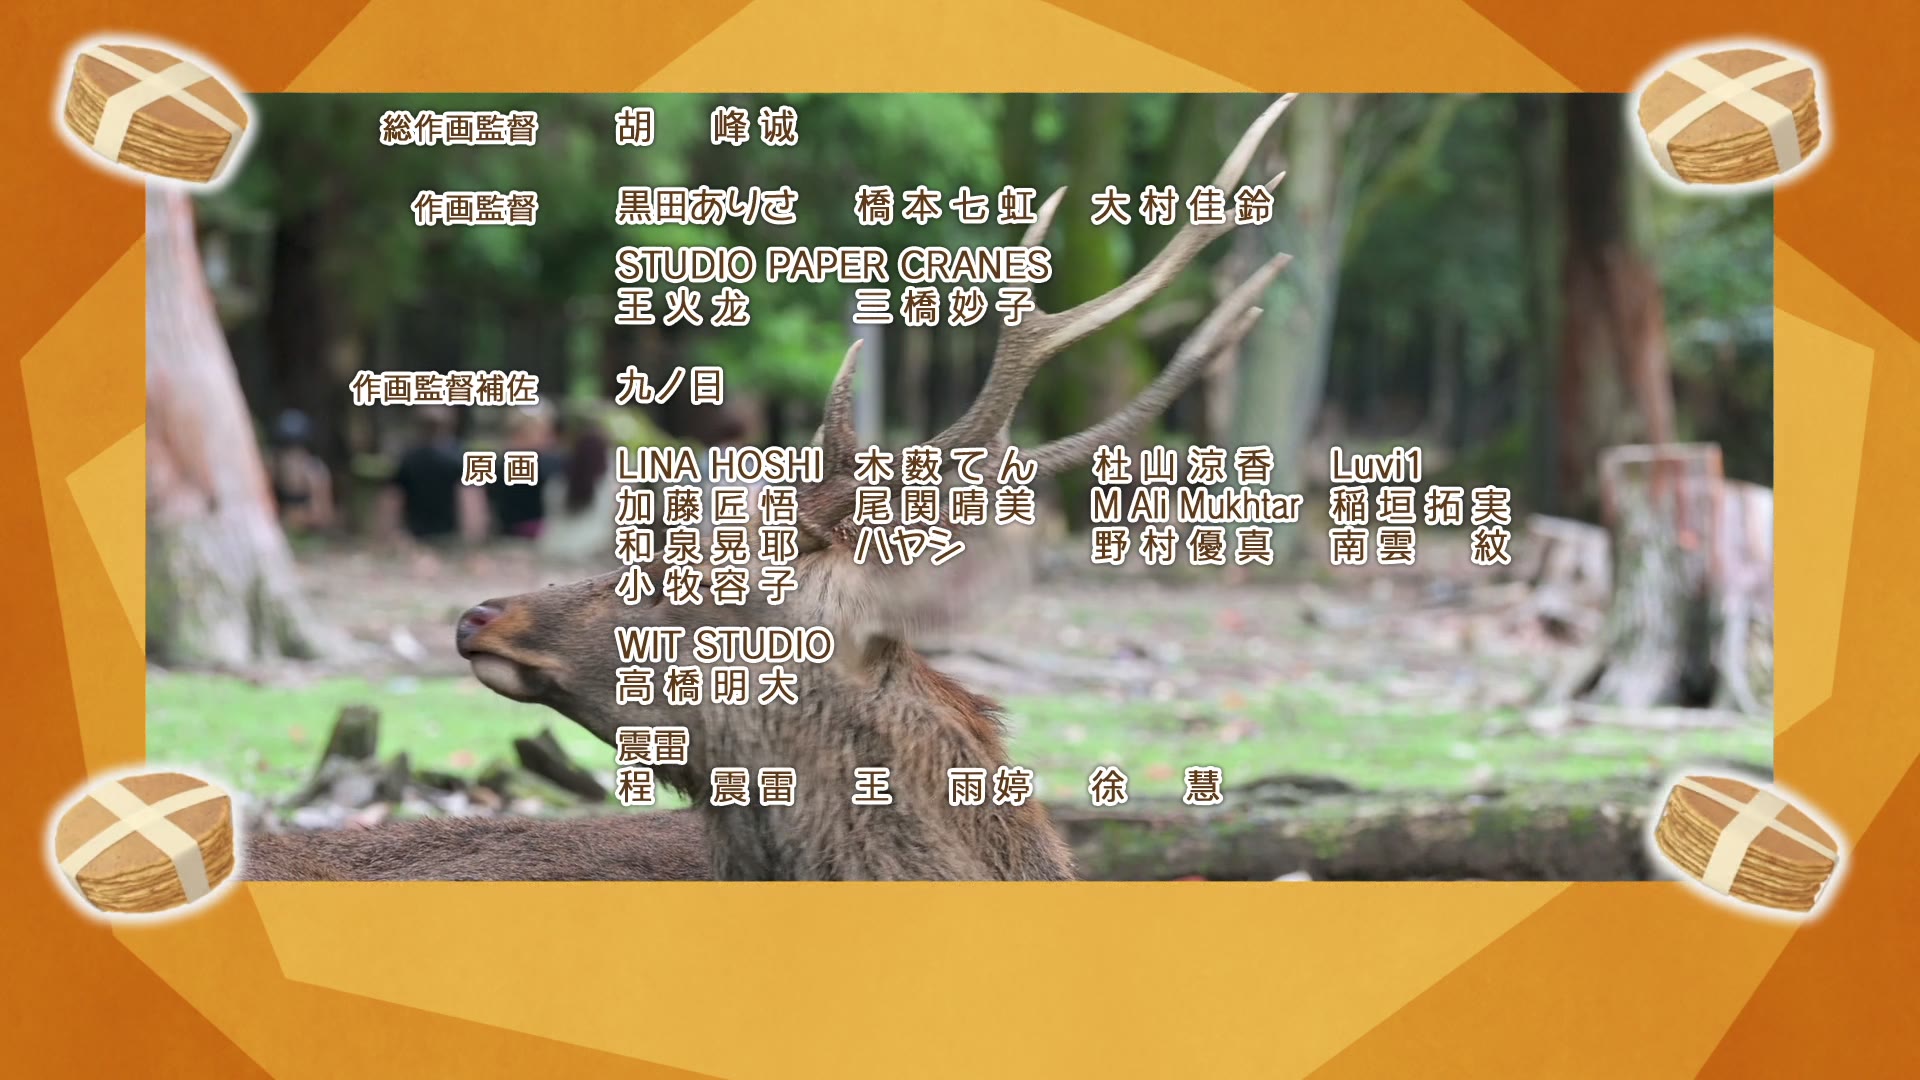 総作画監督 胡 峰诚
作画監督 黒田ありさ 橋本七虹 大村佳鈴
STUDIO PAPER CRANES
王火龙 三橋妙子
作画監督補佐 九ノ日
原画 LINA HOSHI 木薮てん 杜山涼香 Luvi1
加藤匠悟 尾関晴美 M Ali Mukhtar 稲垣拓実
和泉晃耶 ハヤシ 野村優真 南雲 紋
小牧容子
WIT STUDIO
高橋明大
震雷
程 震雷 王 雨婷 徐 慧